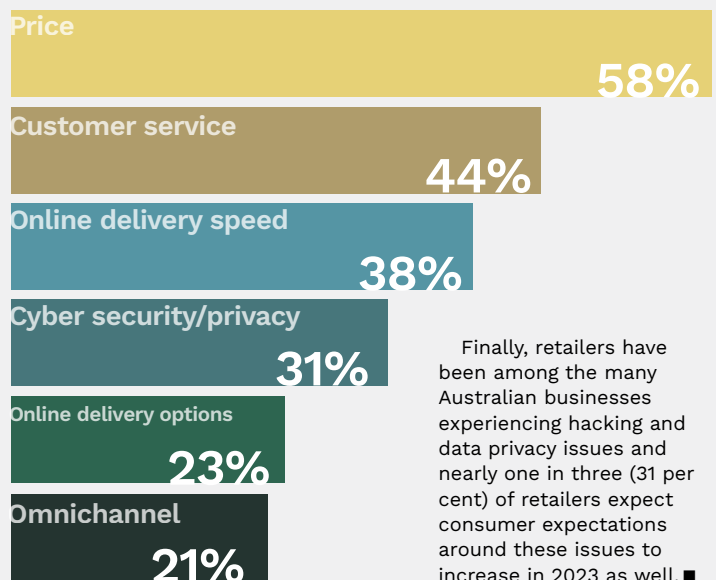 Price
58%
Customer service
44%
Online delivery speed
38%
Cyber security/privacy
31%
Online delivery options
23%
Omnichannel
21%
Finally, retailers have
been among the many
Australian businesses
experiencing hacking and
data privacy issues and
nearly one in three (31 per
cent) of retailers expect
consumer expectations
around these issues to
increase in 2023 as well.■